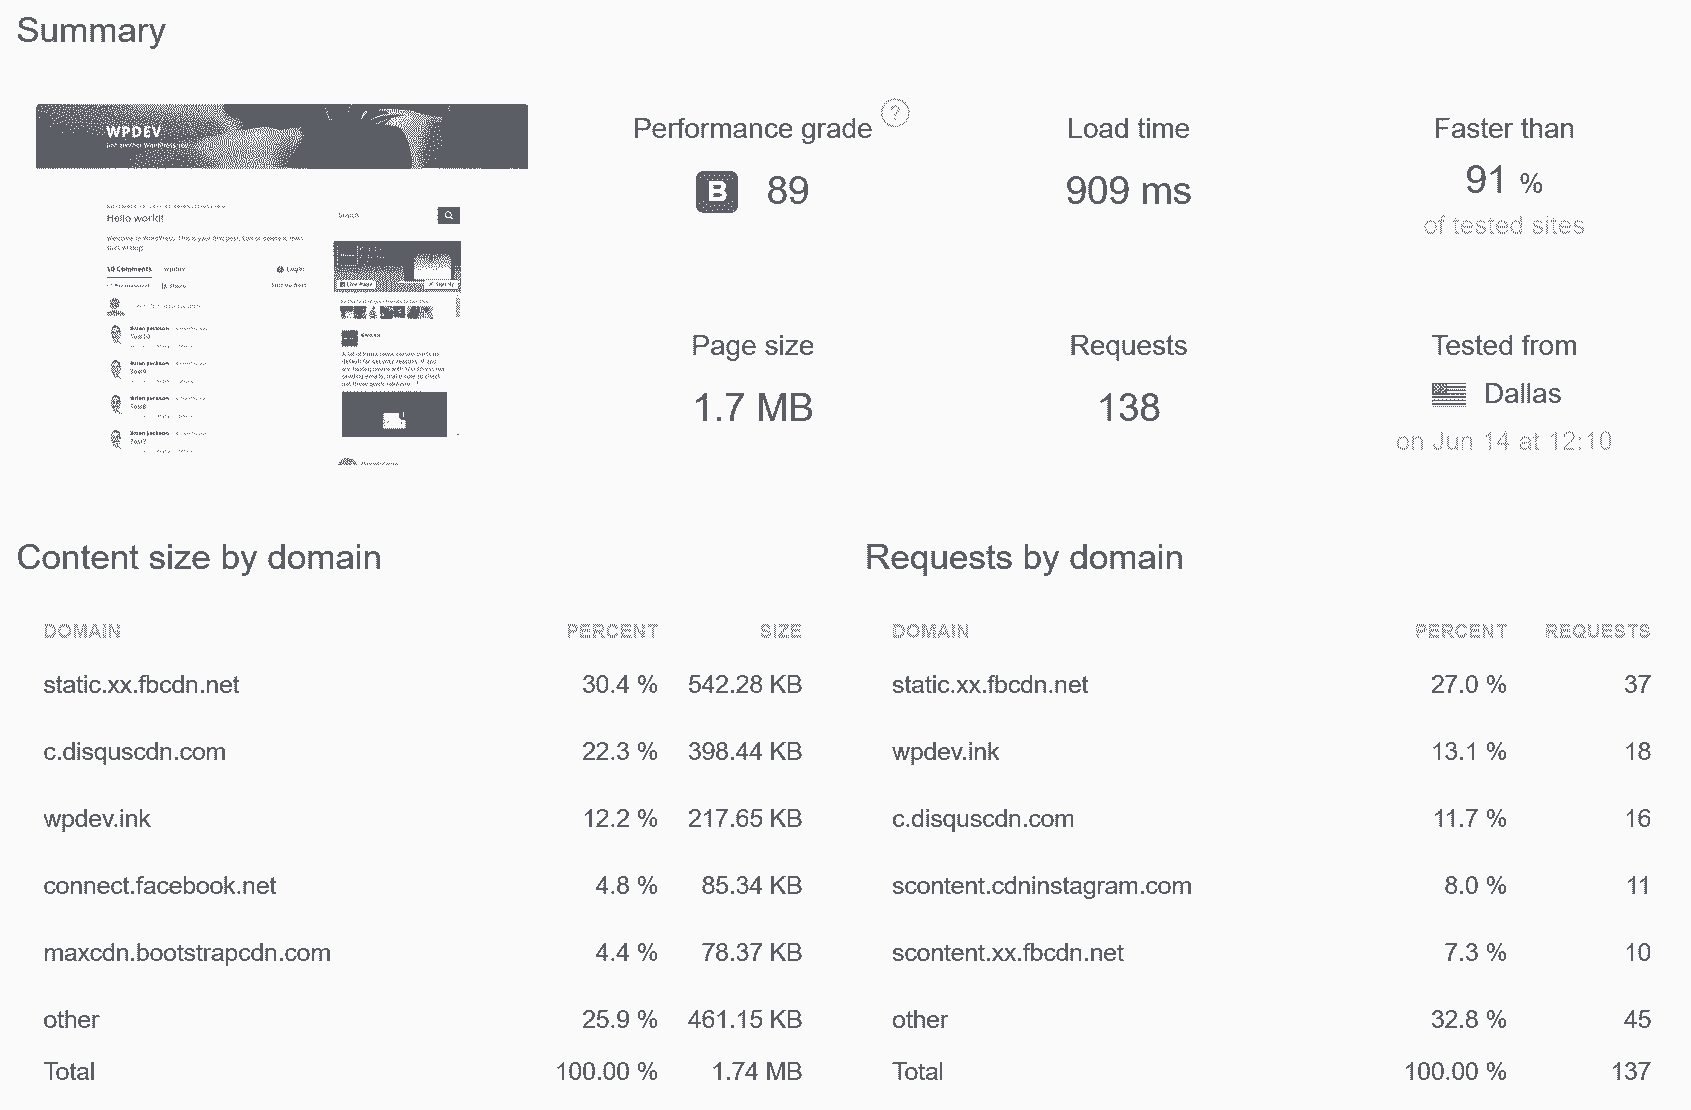 Summary
WPDEV
Just another WordPress site
Hello world!
Performance grade ?
B 89
Load time
909 ms
Faster than
91 %
of tested sites
Page size
1.7 MB
Requests
138
Tested from
Dallas
on Jun 14 at 12:10
Content size by domain
DOMAIN PERCENT SIZE
static.xx.fbcdn.net 30.4 % 542.28 KB
c.disquscdn.com 22.3 % 398.44 KB
wpdev.ink 12.2 % 217.65 KB
connect.facebook.net 4.8 % 85.34 KB
maxcdn.bootstrapcdn.com 4.4 % 78.37 KB
other 25.9 % 461.15 KB
Total 100.00 % 1.74 MB
Requests by domain
DOMAIN PERCENT REQUESTS
static.xx.fbcdn.net 27.0 % 37
wpdev.ink 13.1 % 18
c.disquscdn.com 11.7 % 16
scontent.cdninstagram.com 8.0 % 11
scontent.xx.fbcdn.net 7.3 % 10
other 32.8 % 45
Total 100.00 % 137